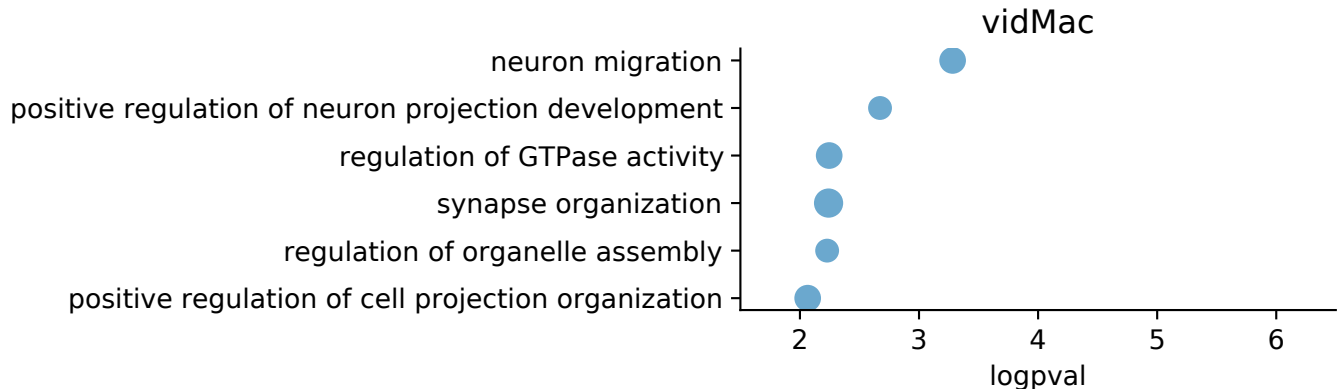 vidMac
neuron migration
positive regulation of neuron projection development
regulation of GTPase activity
synapse organization
regulation of organelle assembly
positive regulation of cell projection organization
2 3 4 5 6
logpval